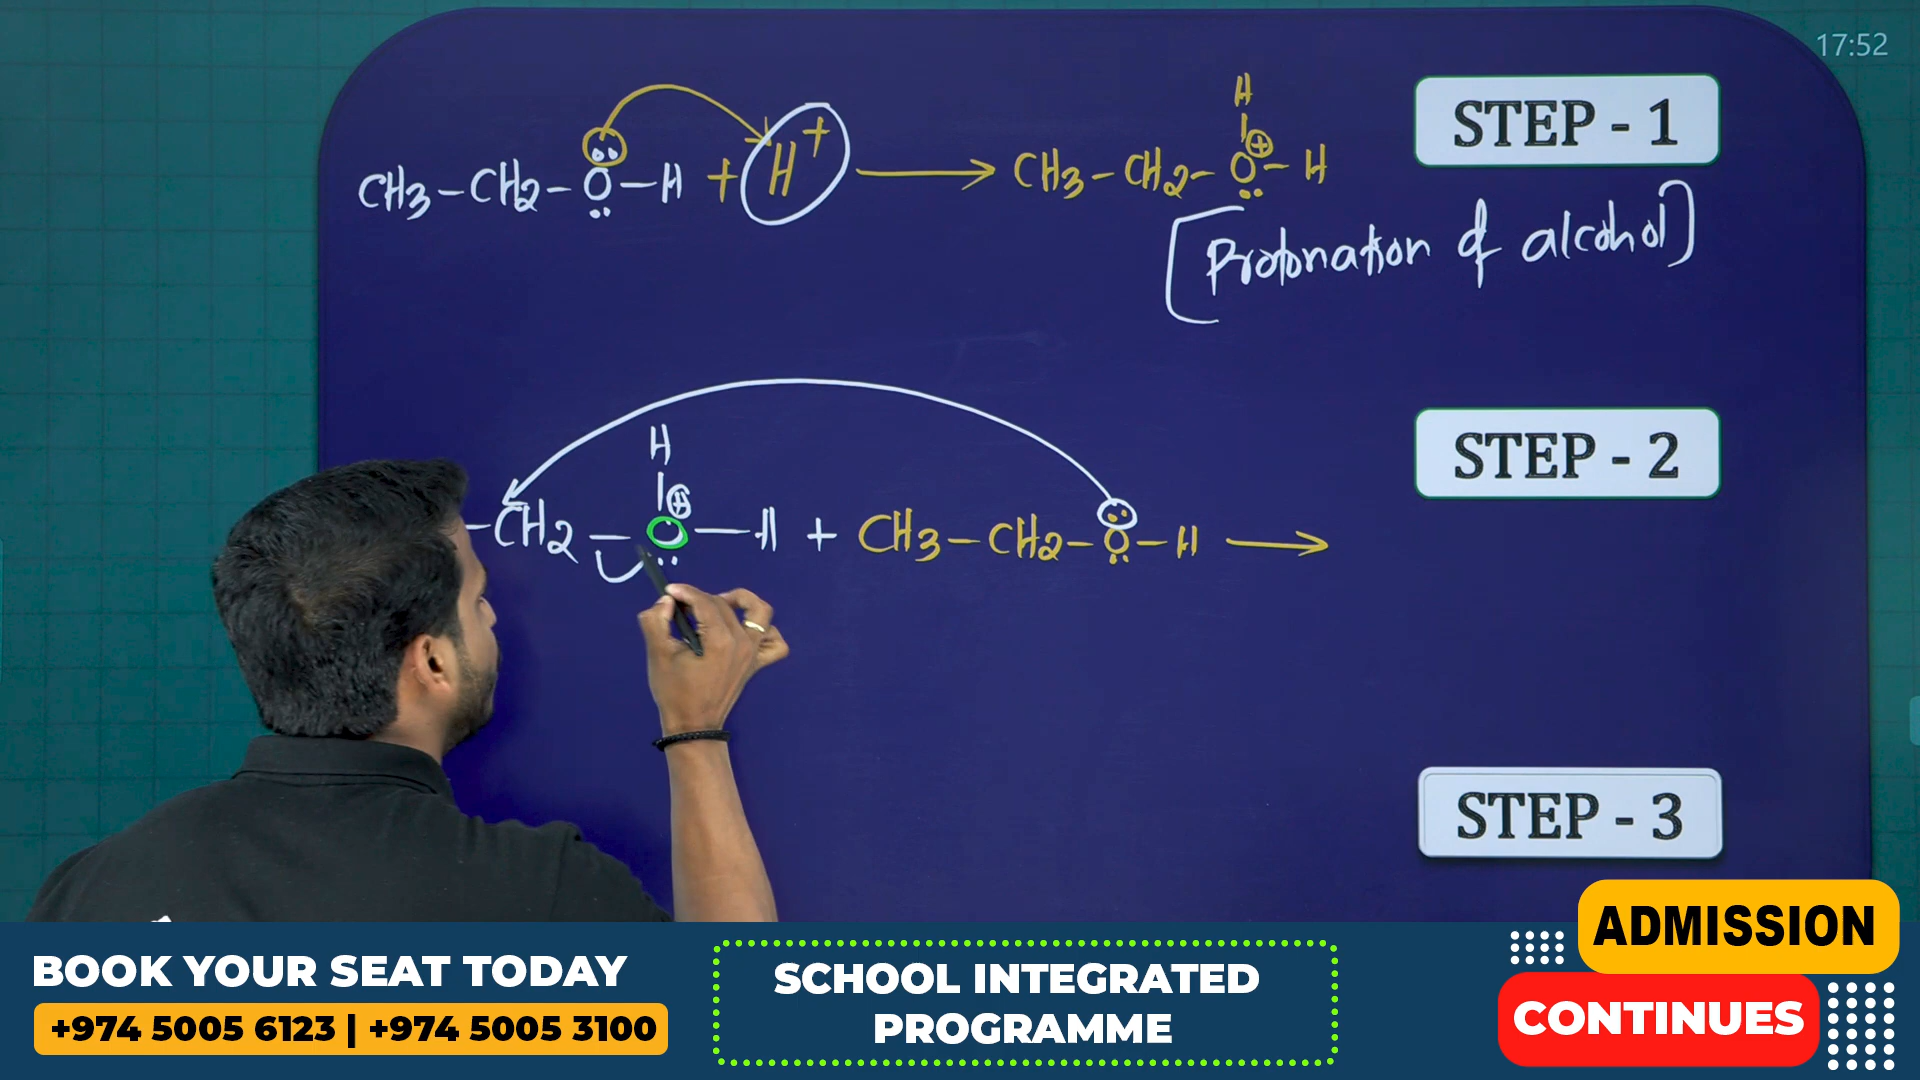 17:52
STEP - 1
H
CH3-CH2-Ö-H + H⁺ ⟶ CH3-CH2-O⊕-H
[Protonation of alcohol]
STEP - 2
H
-CH2-O⊕-H + CH3-CH2-Ö-H ⟶
STEP - 3
BOOK YOUR SEAT TODAY
+974 5005 6123 | +974 5005 3100
SCHOOL INTEGRATED
PROGRAMME
ADMISSION
CONTINUES